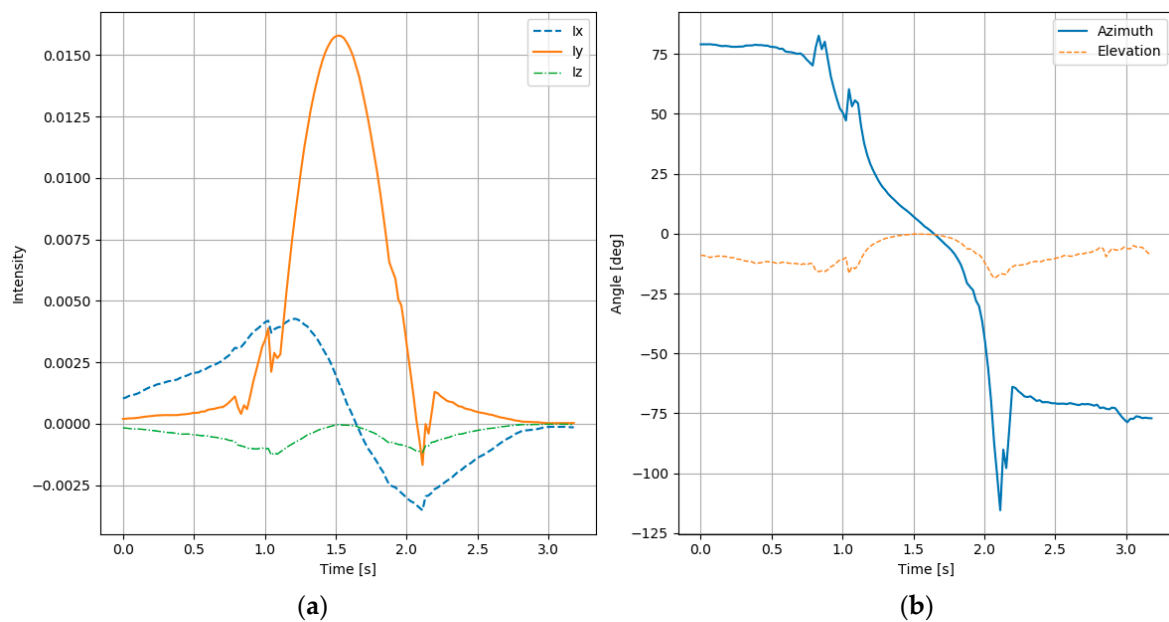 Ix
Iy
Iz
0.0150
0.0125
0.0100
0.0075
0.0050
0.0025
0.0000
−0.0025
Intensity
0.0 0.5 1.0 1.5 2.0 2.5 3.0
Time [s]
(a)
Azimuth
Elevation
75
50
25
0
−25
−50
−75
−100
−125
Angle [deg]
0.0 0.5 1.0 1.5 2.0 2.5 3.0
Time [s]
(b)